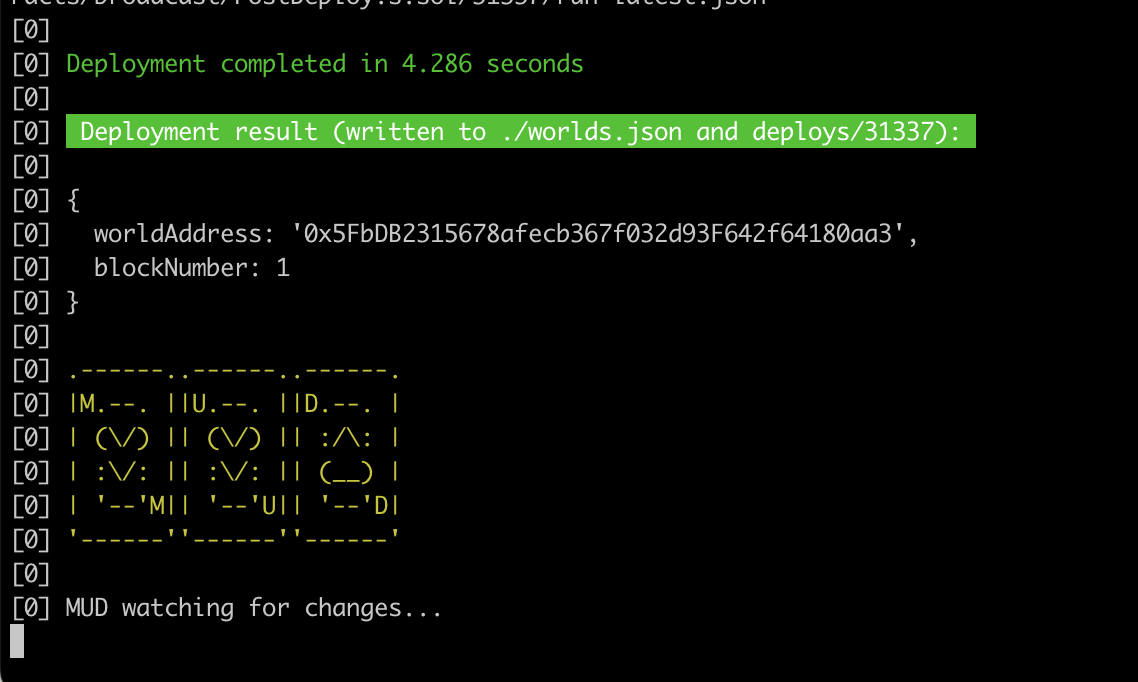 racts/broadcast/PostDeploy.s.sol/31337/run-latest.json
[0]
[0] Deployment completed in 4.286 seconds
[0]
[0]  Deployment result (written to ./worlds.json and deploys/31337):
[0]
[0] {
[0]   worldAddress: '0x5FbDB2315678afecb367f032d93F642f64180aa3',
[0]   blockNumber: 1
[0] }
[0]
[0] .------..------..------.
[0] |M.--. ||U.--. ||D.--. |
[0] | (\/) || (\/) || :/\: |
[0] | :\/: || :\/: || (__) |
[0] | '--'M|| '--'U|| '--'D|
[0] '------''------''------'
[0]
[0] MUD watching for changes...